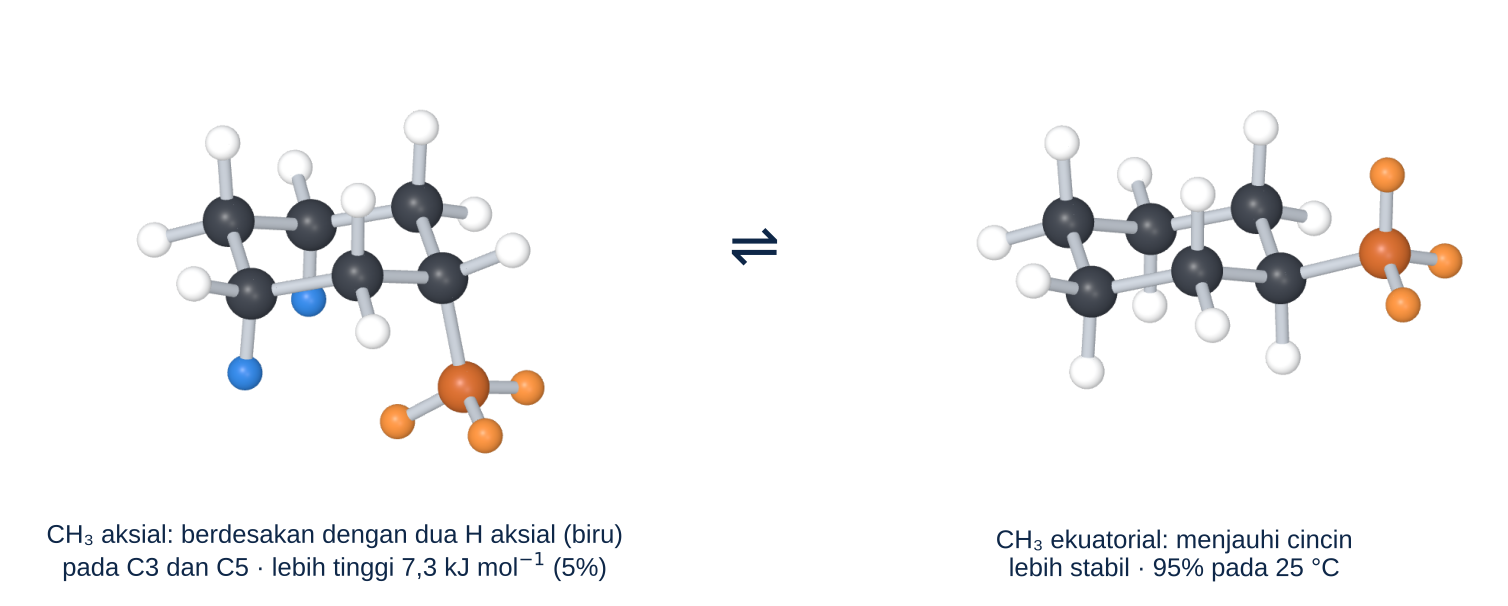 ⇌
CH₃ aksial: berdesakan dengan dua H aksial (biru)
pada C3 dan C5 · lebih tinggi 7,3 kJ mol⁻¹ (5%)
CH₃ ekuatorial: menjauhi cincin
lebih stabil · 95% pada 25 °C